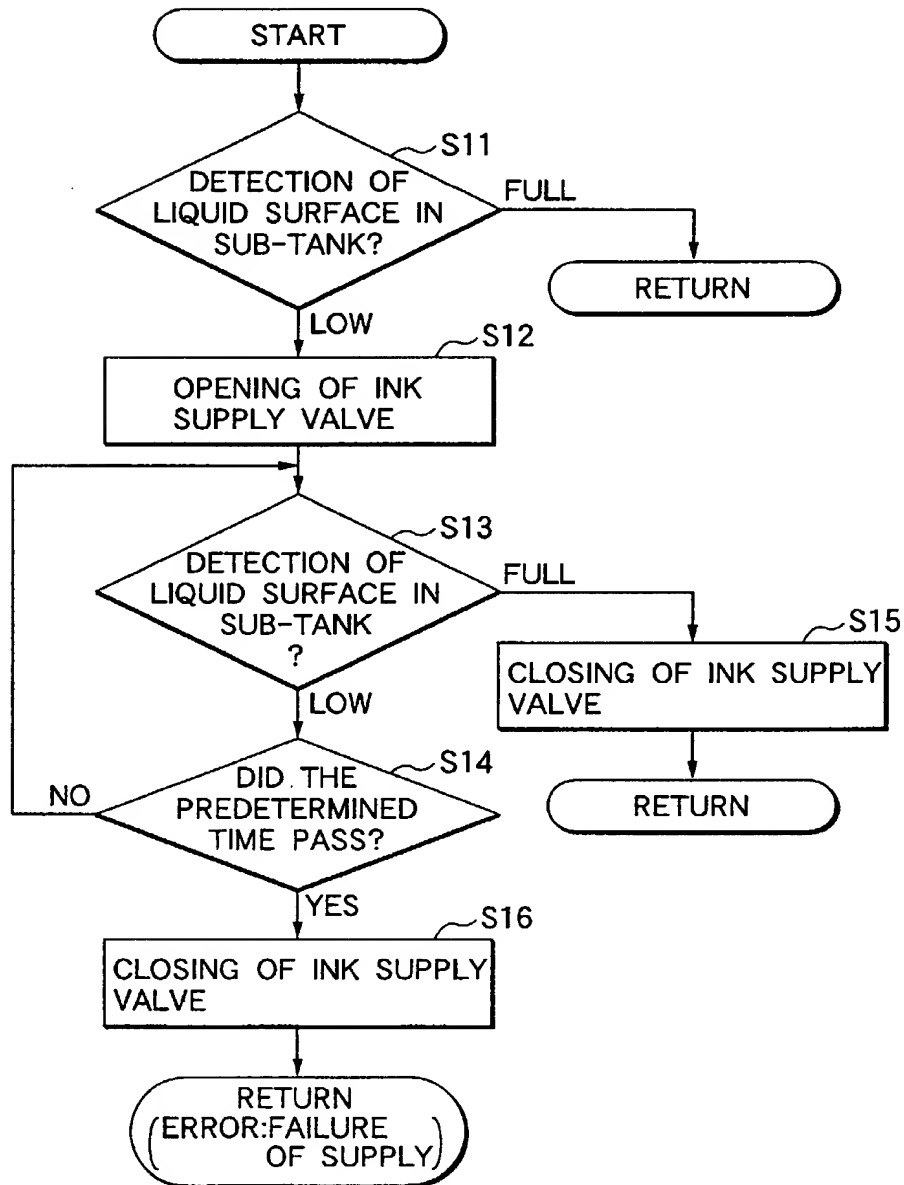 START
S11
DETECTION OF
LIQUID SURFACE IN
SUB-TANK?
FULL
RETURN
LOW
S12
OPENING OF INK
SUPPLY VALVE
S13
DETECTION OF
LIQUID SURFACE IN
SUB-TANK
?
FULL
S15
CLOSING OF INK SUPPLY
VALVE
RETURN
LOW
S14
DID THE
PREDETERMINED
TIME PASS?
NO
YES
S16
CLOSING OF INK SUPPLY
VALVE
RETURN
(ERROR:FAILURE
OF SUPPLY)